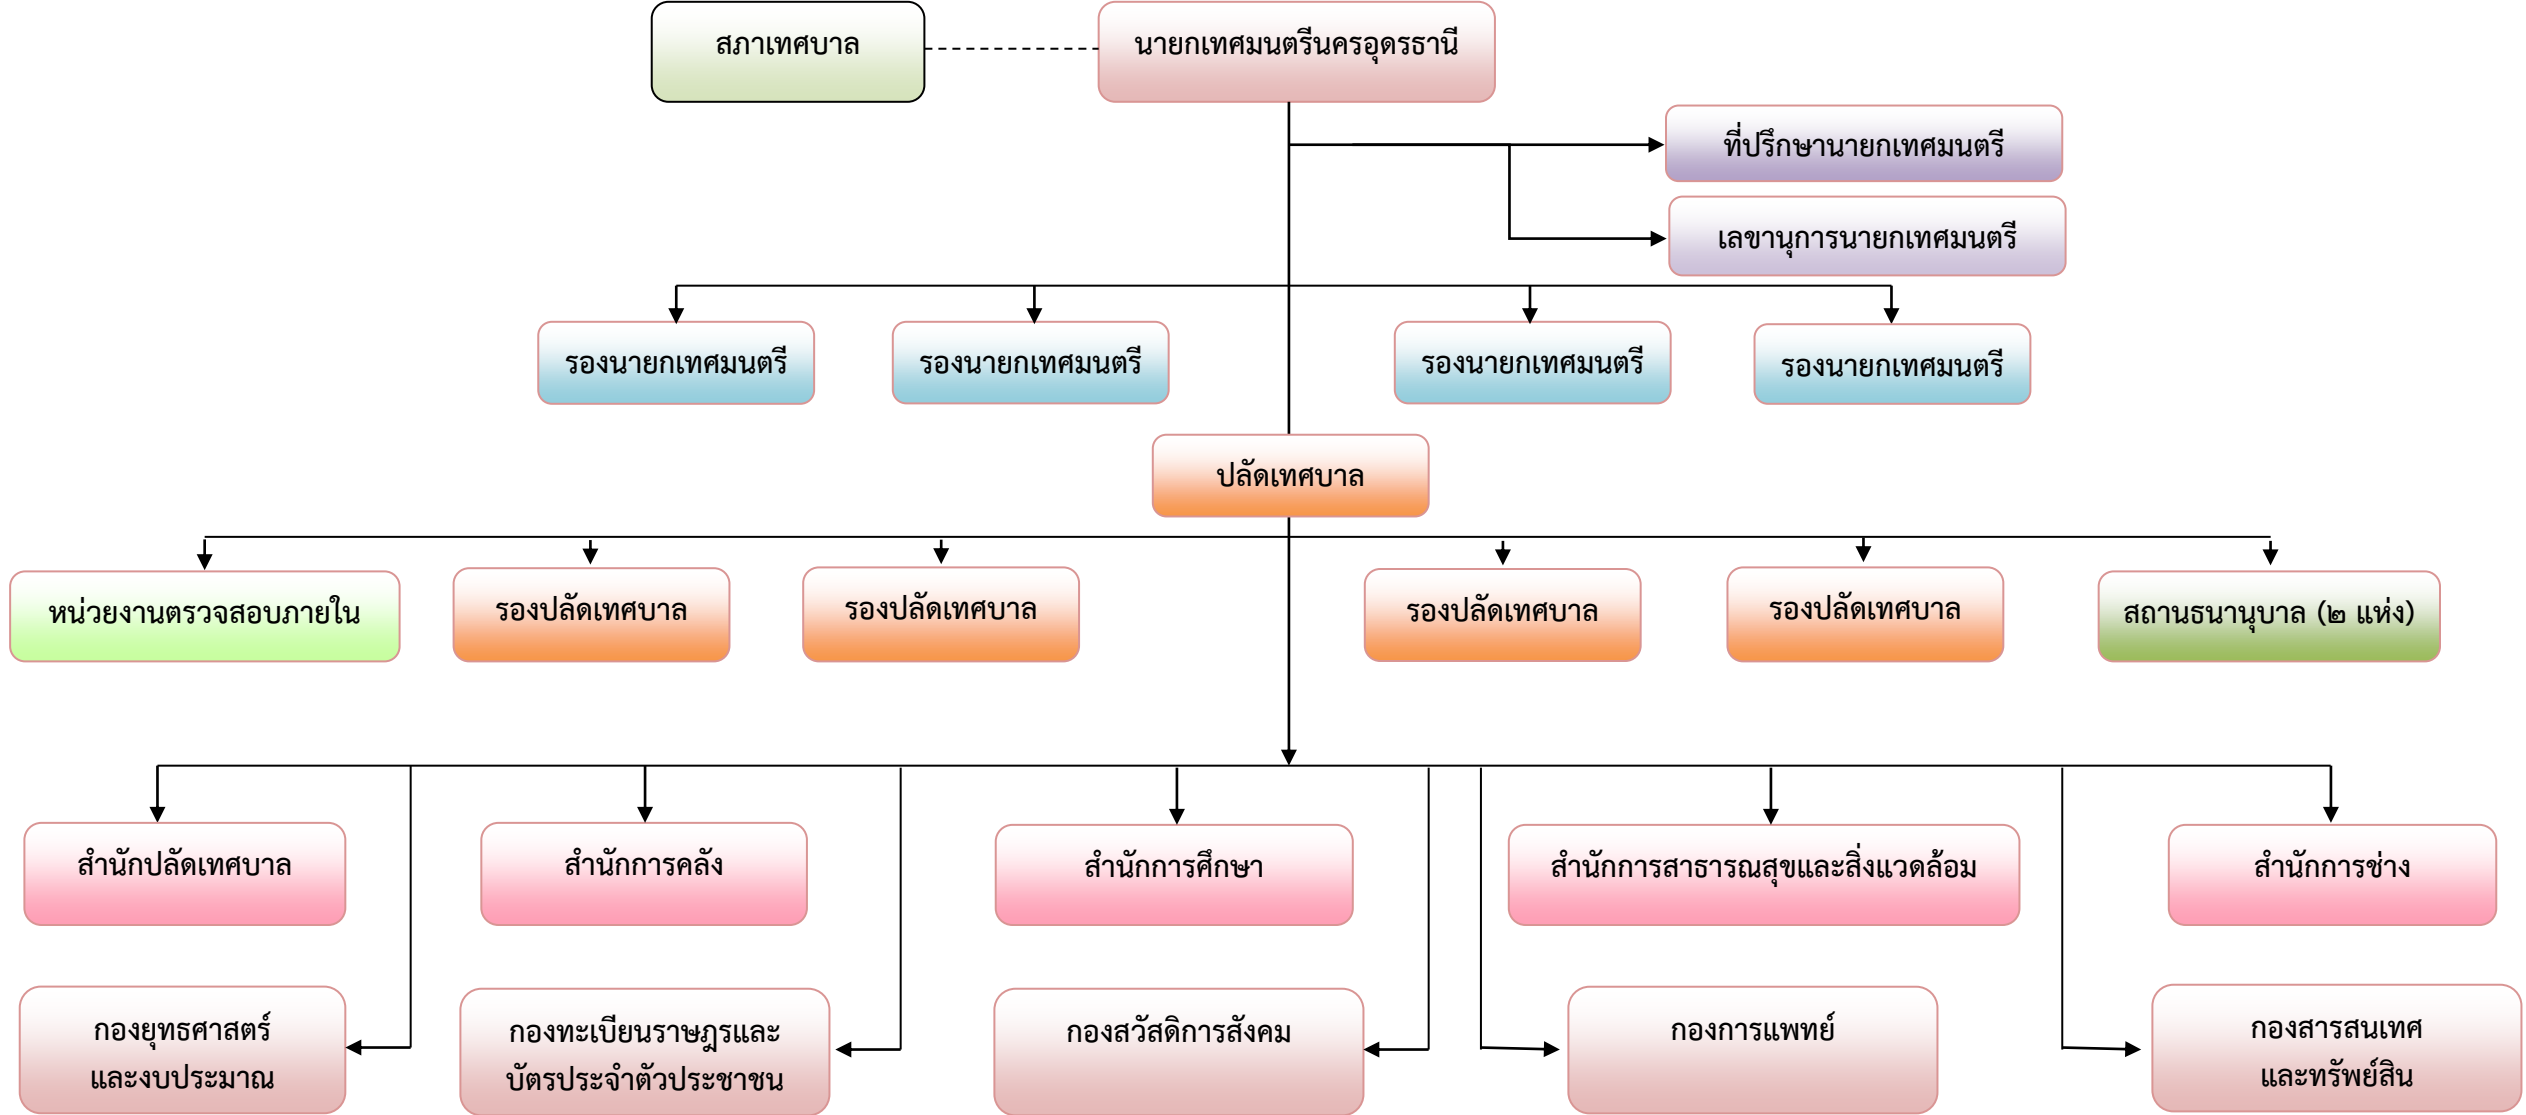 สภาเทศบาล
นายกเทศมนตรีนครอุดรธานี
ที่ปรึกษานายกเทศมนตรี
เลขานุการนายกเทศมนตรี
รองนายกเทศมนตรี
รองนายกเทศมนตรี
รองนายกเทศมนตรี
รองนายกเทศมนตรี
ปลัดเทศบาล
หน่วยงานตรวจสอบภายใน
รองปลัดเทศบาล
รองปลัดเทศบาล
รองปลัดเทศบาล
รองปลัดเทศบาล
สถานธนานุบาล (๒ แห่ง)
สำนักปลัดเทศบาล
สำนักการคลัง
สำนักการศึกษา
สำนักการสาธารณสุขและสิ่งแวดล้อม
สำนักการช่าง
กองยุทธศาสตร์
และงบประมาณ
กองทะเบียนราษฎรและ
บัตรประจำตัวประชาชน
กองสวัสดิการสังคม
กองการแพทย์
กองสารสนเทศ
และทรัพย์สิน